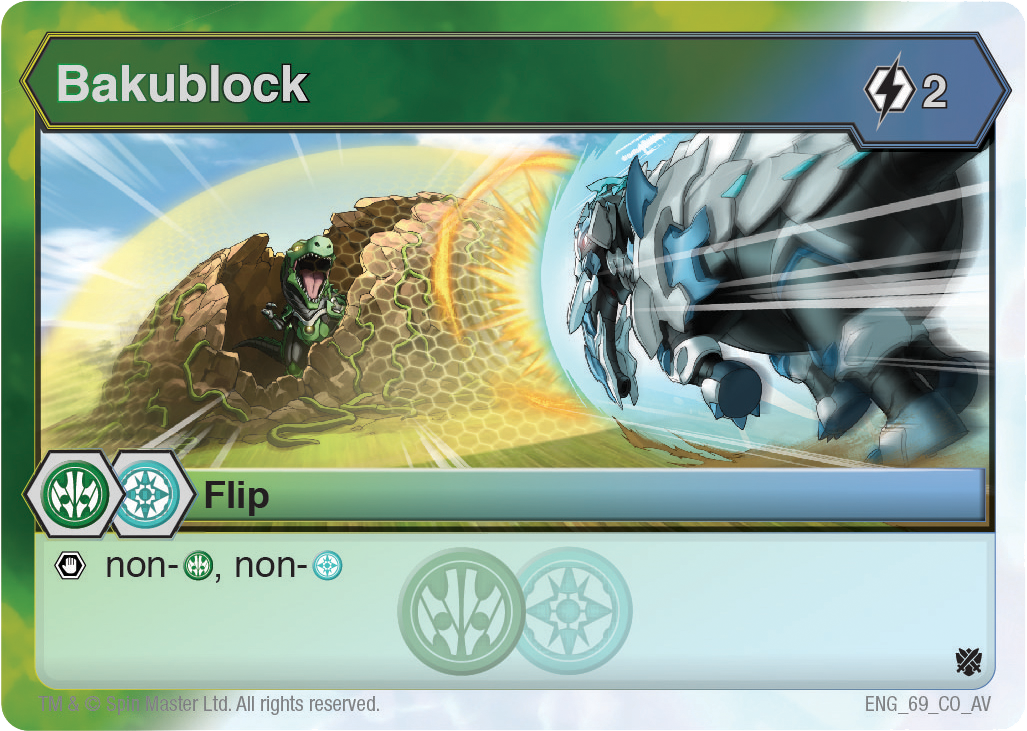 Bakublock
2
Flip
non- , non-
TM & © Spin Master Ltd. All rights reserved.
ENG_69_CO_AV